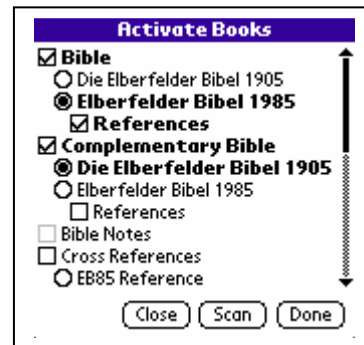 Activate Books
Bible
Die Elberfelder Bibel 1905
Elberfelder Bibel 1985
References
Complementary Bible
Die Elberfelder Bibel 1905
Elberfelder Bibel 1985
References
Bible Notes
Cross References
EB85 Reference
Close Scan Done